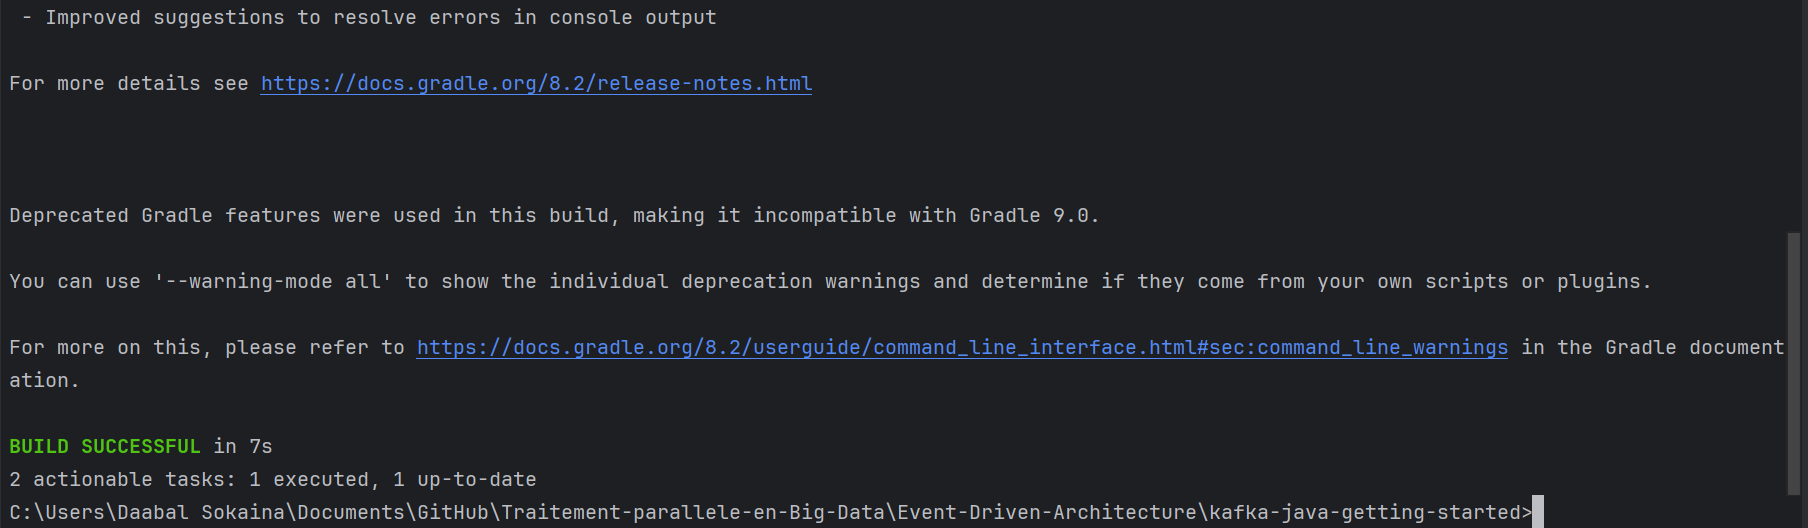 - Improved suggestions to resolve errors in console output
For more details see https://docs.gradle.org/8.2/release-notes.html
Deprecated Gradle features were used in this build, making it incompatible with Gradle 9.0.
You can use '--warning-mode all' to show the individual deprecation warnings and determine if they come from your own scripts or plugins.
For more on this, please refer to https://docs.gradle.org/8.2/userguide/command_line_interface.html#sec:command_line_warnings in the Gradle document
ation.
BUILD SUCCESSFUL in 7s
2 actionable tasks: 1 executed, 1 up-to-date
C:\Users\Daabal Sokaina\Documents\GitHub\Traitement-parallele-en-Big-Data\Event-Driven-Architecture\kafka-java-getting-started>